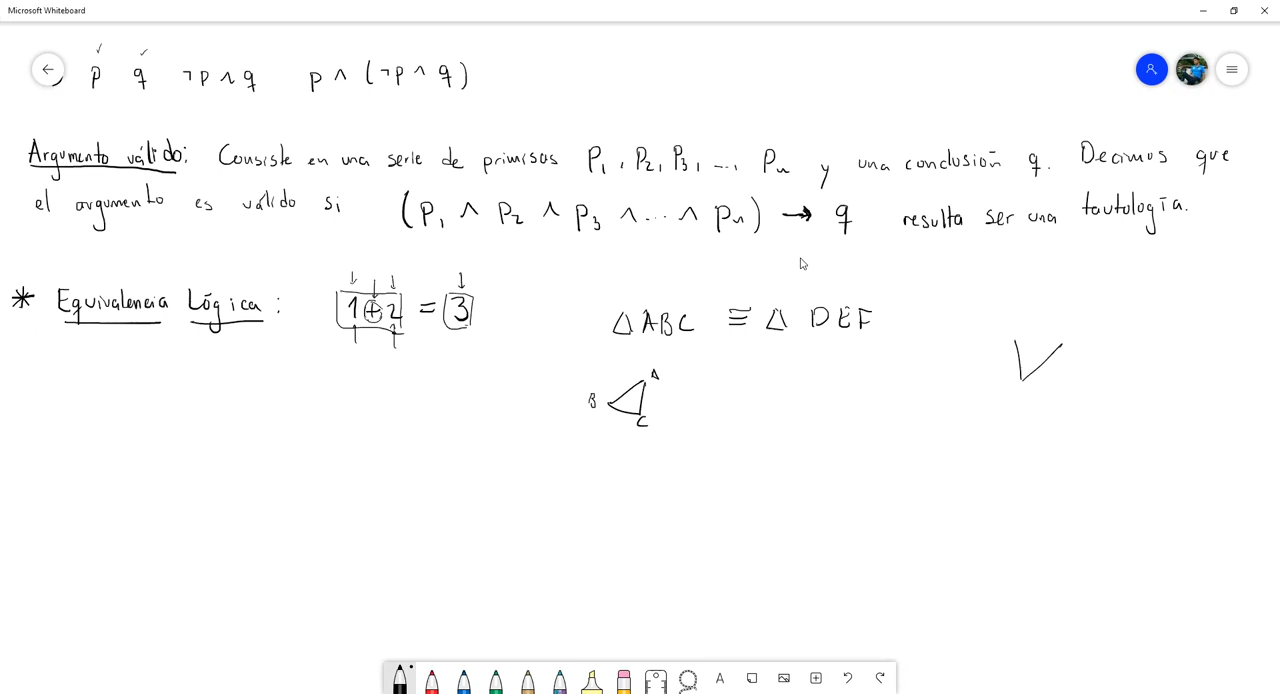 Microsoft Whiteboard
p q ¬p ∧ q p ∧ (¬p ∧ q)
Argumento válido: Consiste en una serie de primisas P1, P2, P3, ..., Pn y una conclusión q. Decimos que
el argumento es válido si (p1 ∧ p2 ∧ p3 ∧ ... ∧ pn) → q resulta ser una tautología.
* Equivalencia Lógica: 1 + 2 = 3
△ABC ≅ △ DEF
A
B
C
A